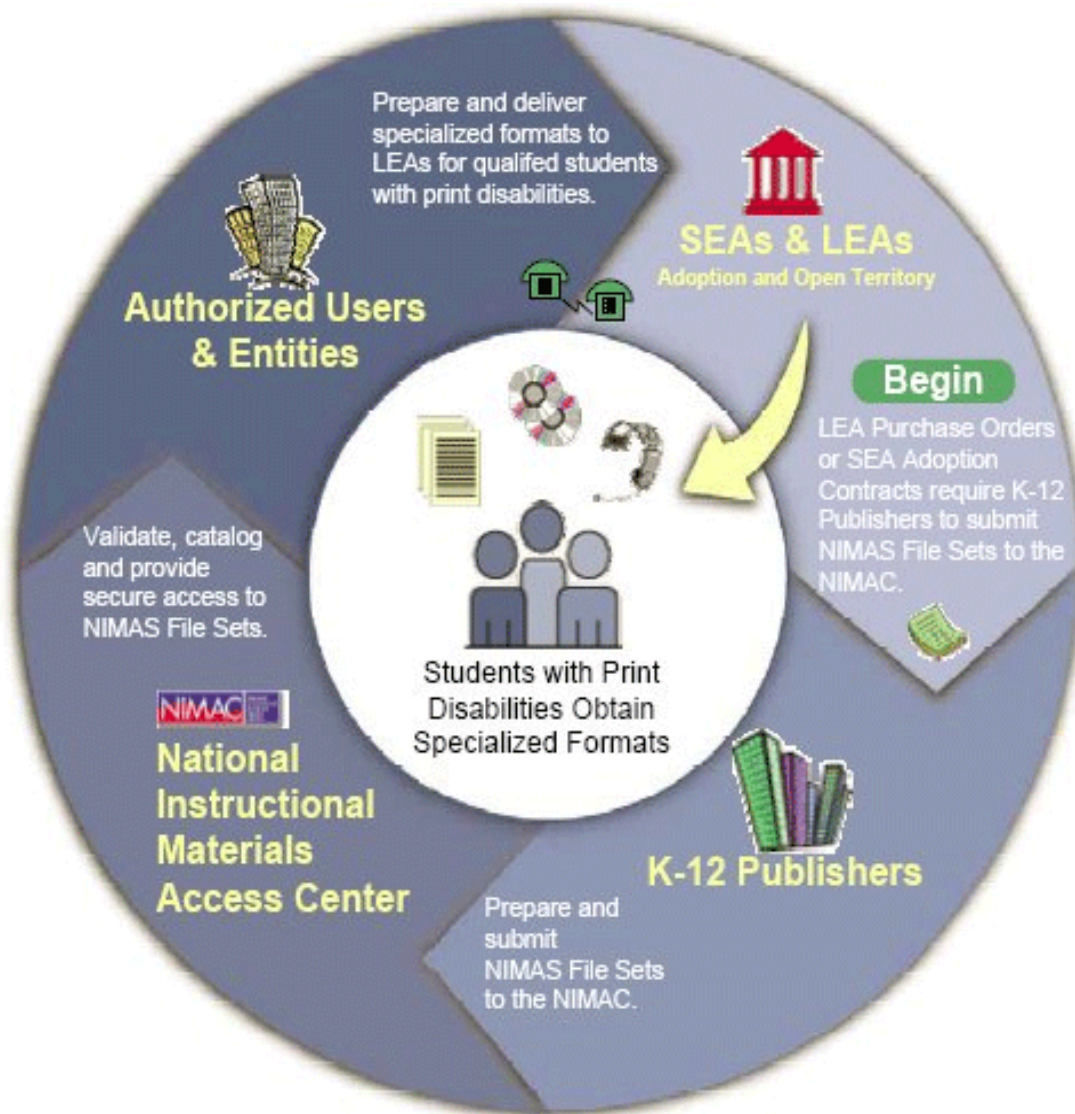 Prepare and deliver
specialized formats to
LEAs for qualifed students
with print disabilities.
SEAs & LEAs
Adoption and Open Territory
Begin
LEA Purchase Orders
or SEA Adoption
Contracts require K-12
Publishers to submit
NIMAS File Sets to the
NIMAC.
K-12 Publishers
Prepare and
submit
NIMAS File Sets
to the NIMAC.
NIMAC
National
Instructional
Materials
Access Center
Validate, catalog
and provide
secure access to
NIMAS File Sets.
Authorized Users
& Entities
Students with Print
Disabilities Obtain
Specialized Formats